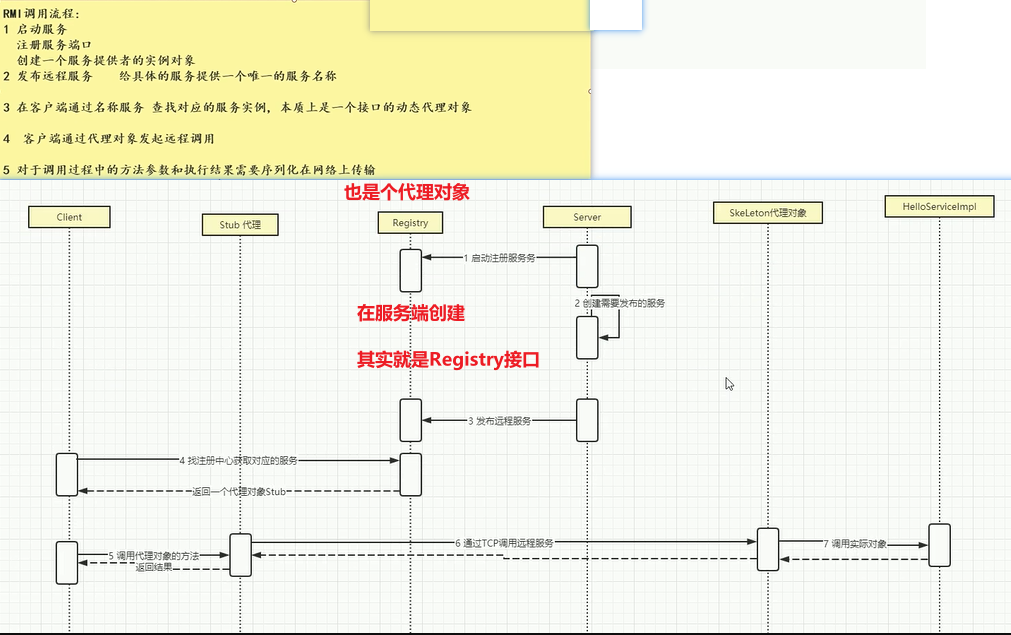 RMI调用流程:
1 启动服务
注册服务端口
创建一个服务提供者的实例对象
2 发布远程服务 给具体的服务提供一个唯一的服务名称
3 在客户端通过名称服务 查找对应的服务实例, 本质上是一个接口的动态代理对象
4 客户端通过代理对象发起远程调用
5 对于调用过程中的方法参数和执行结果需要序列化在网络上传输
也是个代理对象
Client
Stub 代理
Registry
Server
SkeLeton代理对象
HelloServiceImpl
1 启动注册服务务
2 创建需要发布的服务
在服务端创建
其实就是Registry接口
3 发布远程服务
4 找注册中心获取对应的服务
返回一个代理对象Stub
6 通过TCP调用远程服务
7 调用实际对象
5 调用代理对象的方法
返回结果